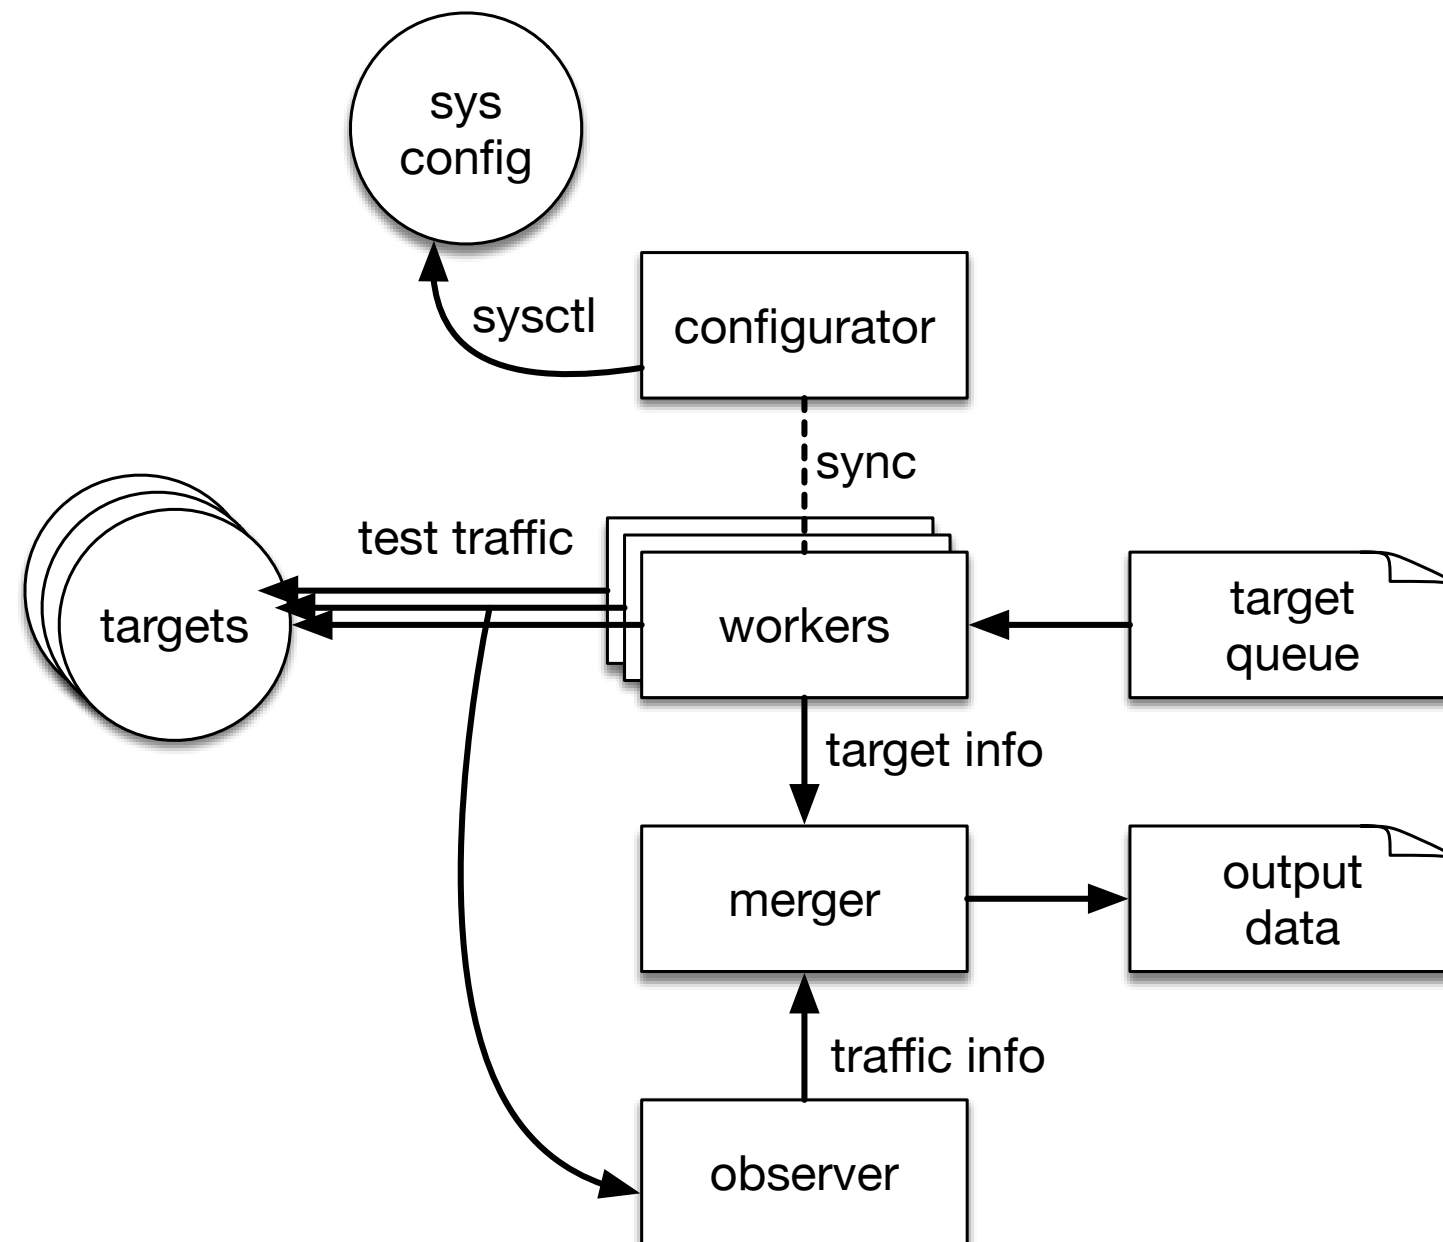 sys
config
sysctl
configurator
sync
test traffic
targets
workers
target
queue
target info
merger
output
data
traffic info
observer